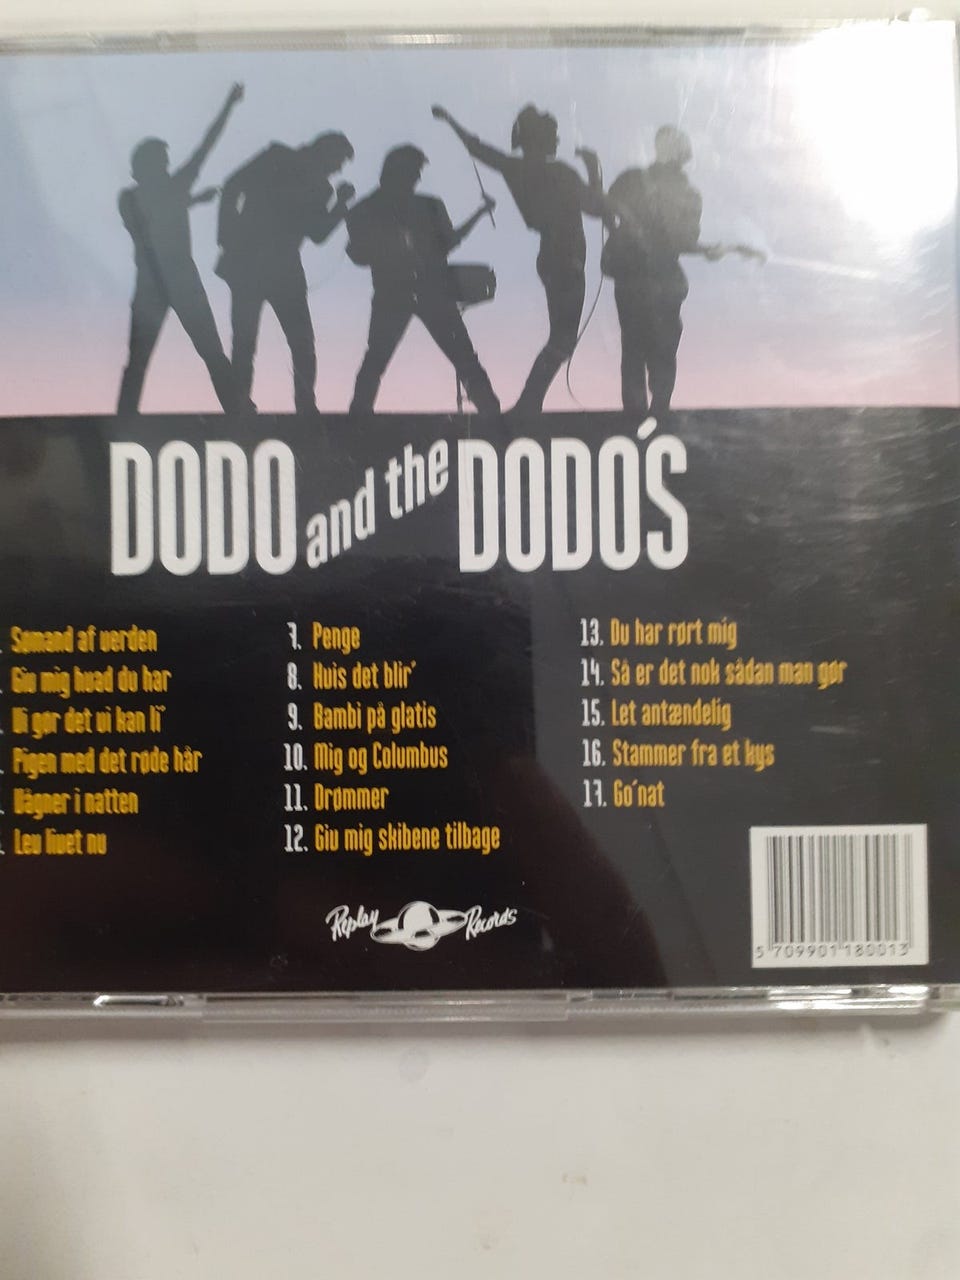 DODO and the DODO'S
Sømand af verden
Giv mig hvad du har
Vi gør det vi kan li'
Pigen med det røde hår
Vågner i natten
Lev livet nu
7. Penge
8. Hvis det blir'
9. Bambi på glatis
10. Mig og Columbus
11. Drømmer
12. Giv mig skibene tilbage
13. Du har rørt mig
14. Så er det nok sådan man gør
15. Let antændelig
16. Stammer fra et kys
17. Go'nat
Replay Records
5 709901 180013